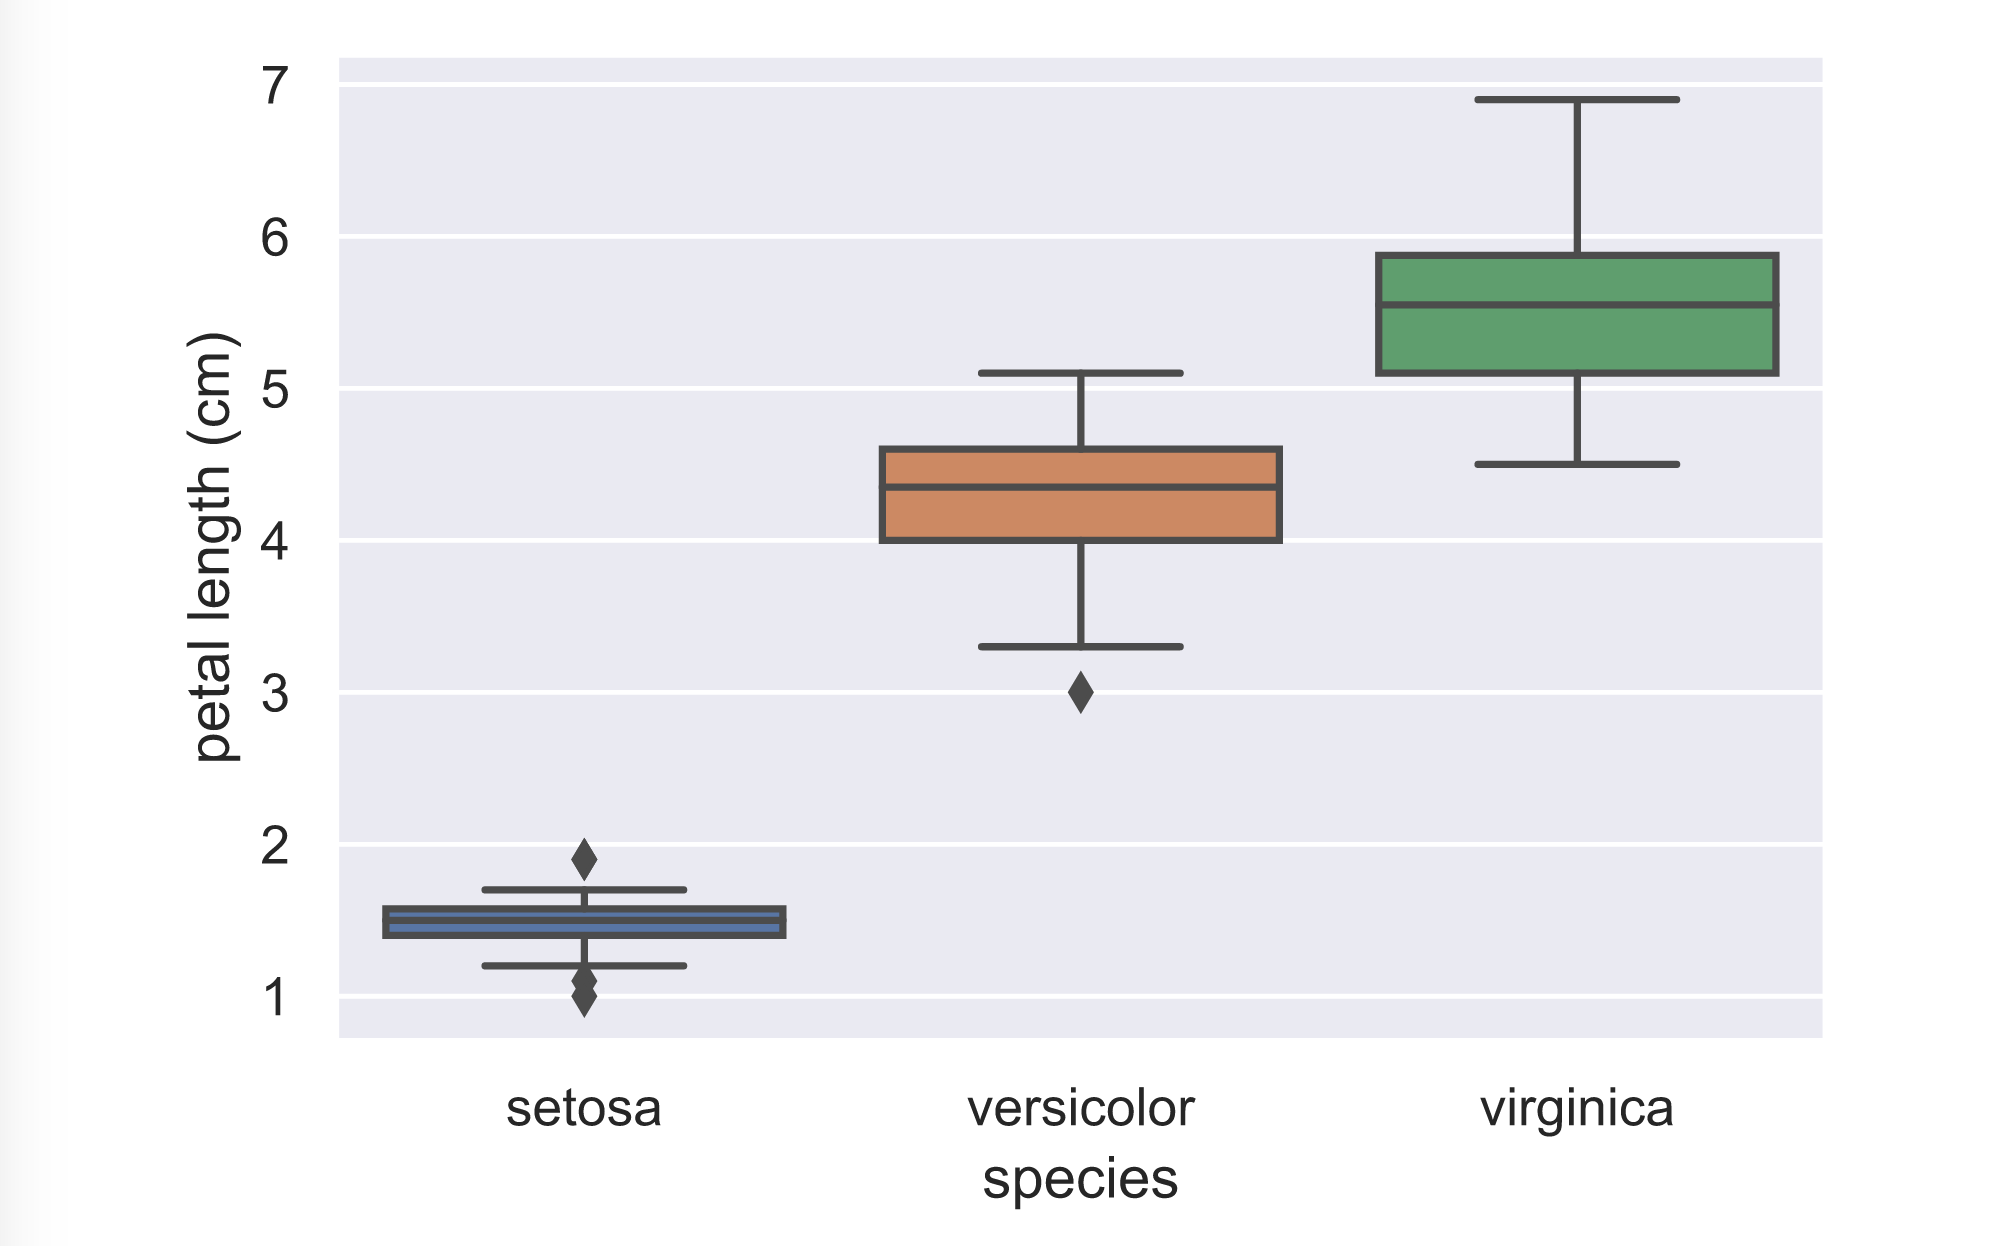 petal length (cm)
7
6
5
4
3
2
1
setosa versicolor virginica
species